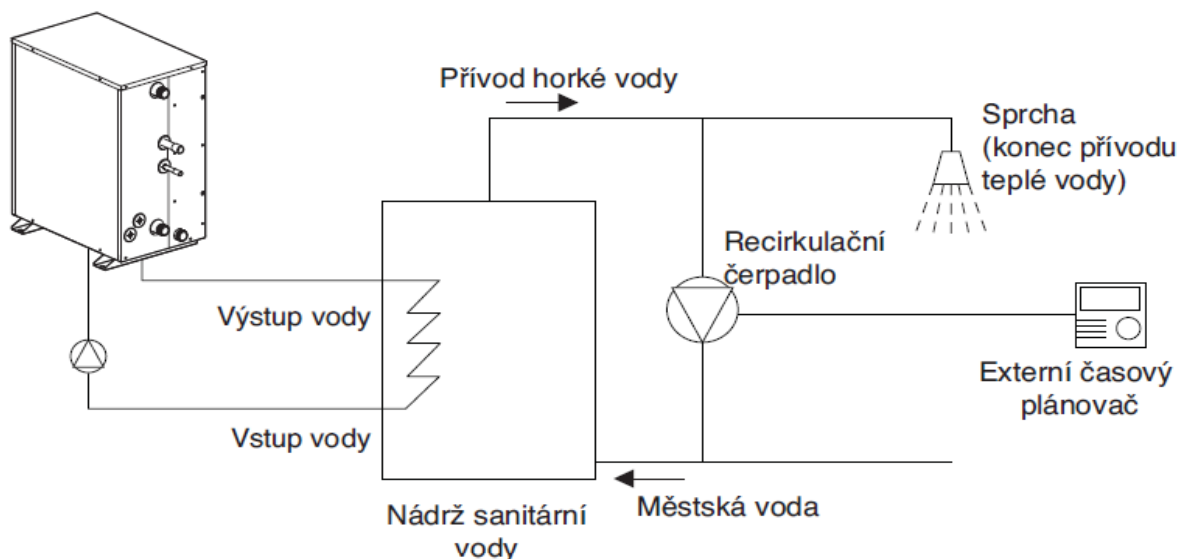 Přívod horké vody
Sprcha
(konec přívodu
teplé vody)
Recirkulační
čerpadlo
Výstup vody
Externí časový
plánovač
Vstup vody
Městská voda
Nádrž sanitární
vody